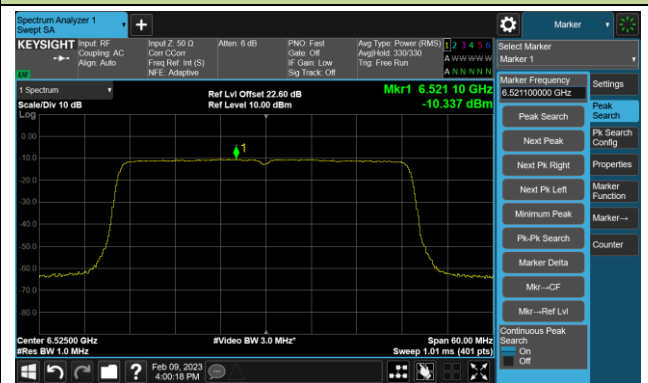 Spectrum Analyzer 1
Swept SA
+
Marker
KEYSIGHT
Input: RF
Coupling: AC
Align: Auto
Input Z: 50 Ω
Corr CCorr
Freq Ref: Int (S)
NFE: Adaptive
Atten: 6 dB
PNO: Fast
Gate: Off
IF Gain: Low
Sig Track: Off
Avg Type: Power (RMS)
Avg|Hold: 330/330
Trig: Free Run
1 2 3 4 5 6
A W W W W W
A N N N N N
Select Marker
Marker 1
1 Spectrum
Scale/Div 10 dB
Ref Lvl Offset 22.60 dB
Ref Level 10.00 dBm
Mkr1 6.521 10 GHz
-10.337 dBm
Log
0.00
-10.0
-20.0
-30.0
-40.0
-50.0
-60.0
-70.0
-80.0
1
Center 6.52500 GHz
#Res BW 1.0 MHz
#Video BW 3.0 MHz*
Span 60.00 MHz
Sweep 1.01 ms (401 pts)
Marker Frequency
6.521100000 GHz
Peak Search
Next Peak
Next Pk Right
Next Pk Left
Minimum Peak
Pk-Pk Search
Marker Delta
Mkr→CF
Mkr→Ref Lvl
Continuous Peak
Search
On
Off
Settings
Peak
Search
Pk Search
Config
Properties
Marker
Function
Marker→
Counter
?
Feb 09, 2023
4:00:18 PM